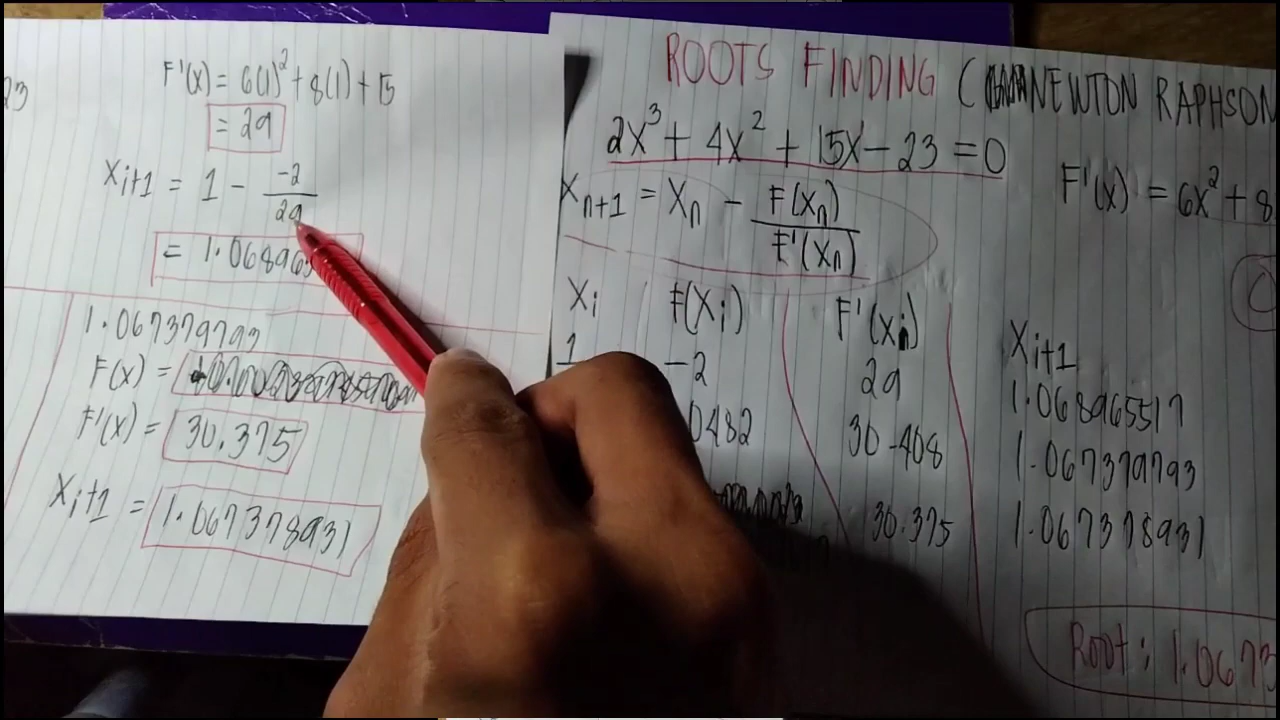 23
F'(x) = 6(1)² + 8(1) + 15
= 29
Xi+1 = 1 - -2/29
= 1.06896
1.067379793
F(x) =
F'(x) = 30.375
Xi+1 = 1.067378931
ROOTS FINDING ( NEWTON RAPHSON
2x³ + 4x² + 15x - 23 = 0
Xn+1 = Xn - F(Xn)/F'(Xn)
F'(x) = 6x² + 8
Xi F(Xi) F'(Xi) Xi+1
1 -2 29 1.068965517
0482 30.408 1.067379793
30.375 1.067378931
Root: 1.0673